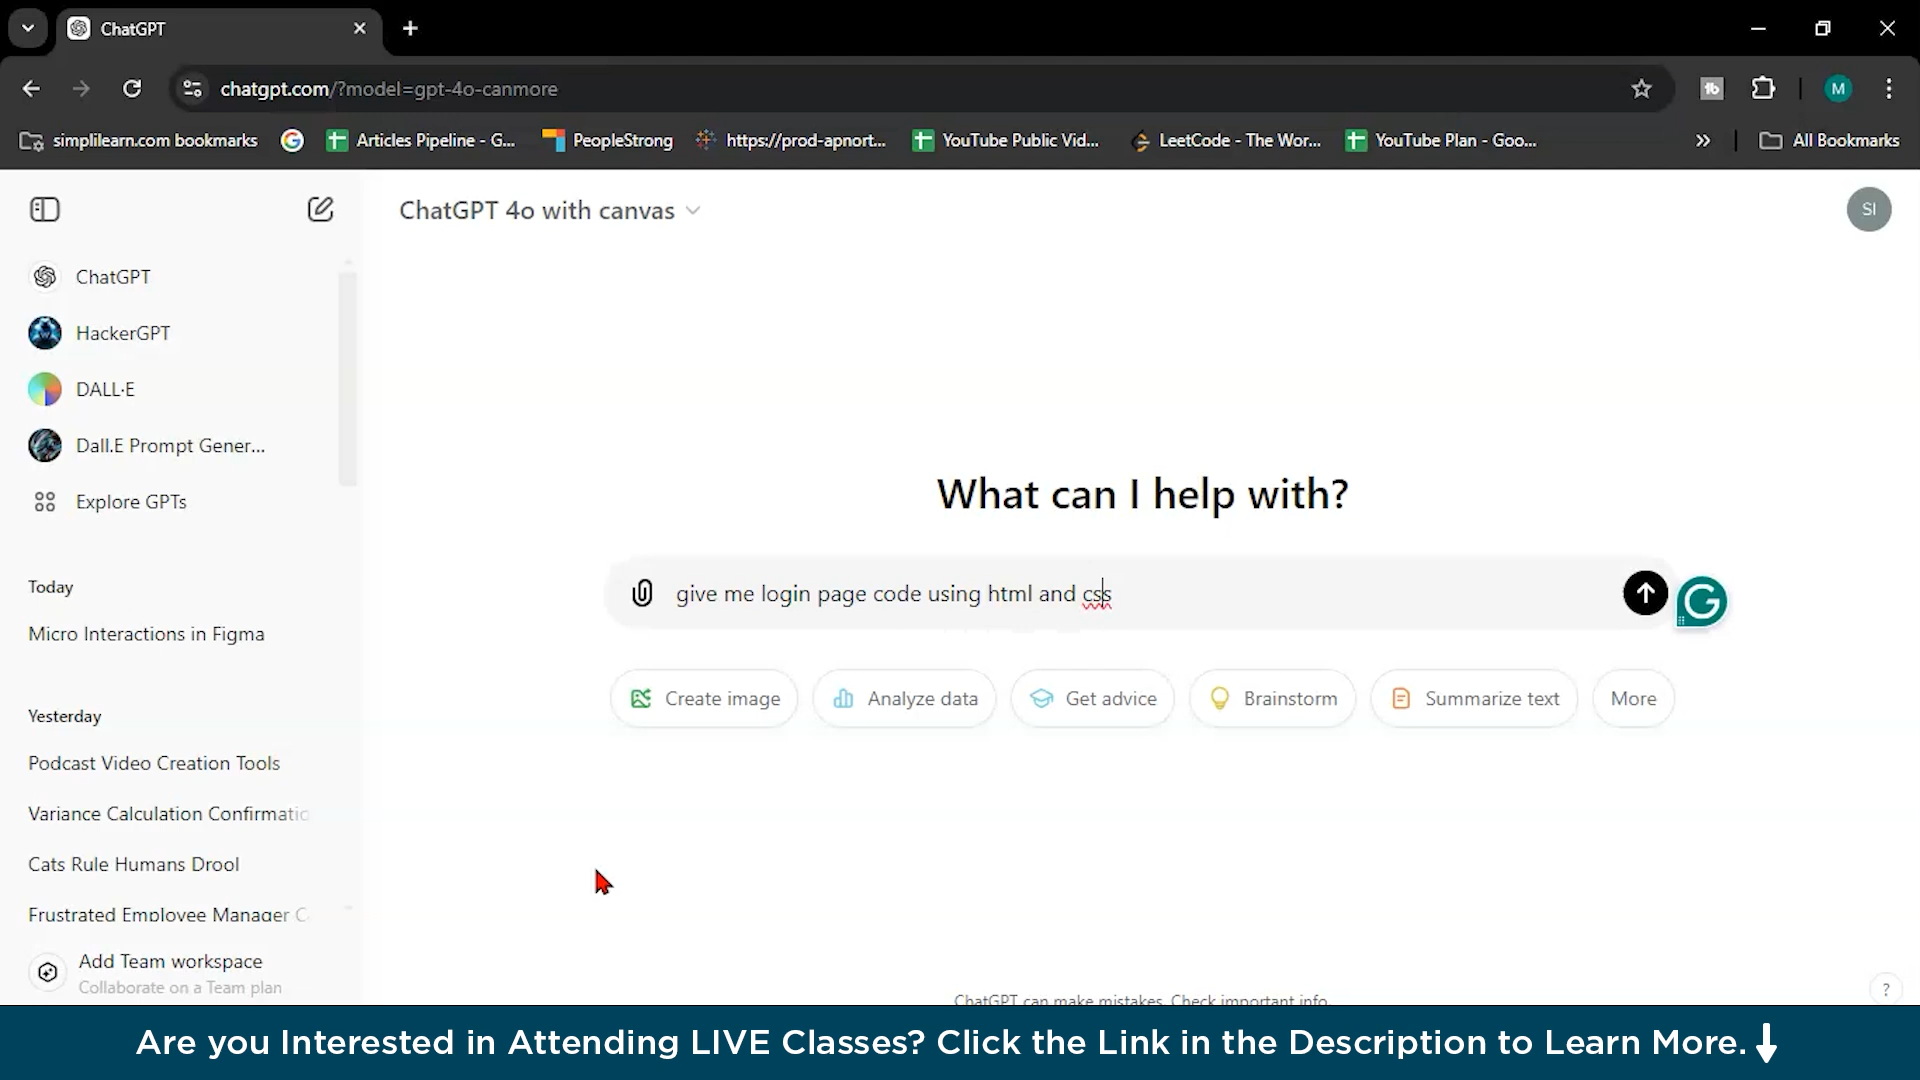 ChatGPT
chatgpt.com/?model=gpt-4o-canmore
simplilearn.com bookmarks
Articles Pipeline - G...
PeopleStrong
https://prod-apnort...
YouTube Public Vid...
LeetCode - The Wor...
YouTube Plan - Goo...
All Bookmarks
M
ChatGPT 4o with canvas
SI
ChatGPT
HackerGPT
DALL·E
Dall.E Prompt Gener...
Explore GPTs
Today
Micro Interactions in Figma
Yesterday
Podcast Video Creation Tools
Variance Calculation Confirmatio
Cats Rule Humans Drool
Frustrated Employee Manager C
Add Team workspace
Collaborate on a Team plan
What can I help with?
give me login page code using html and css
G
Create image
Analyze data
Get advice
Brainstorm
Summarize text
More
ChatGPT can make mistakes. Check important info.
?
Are you Interested in Attending LIVE Classes? Click the Link in the Description to Learn More.